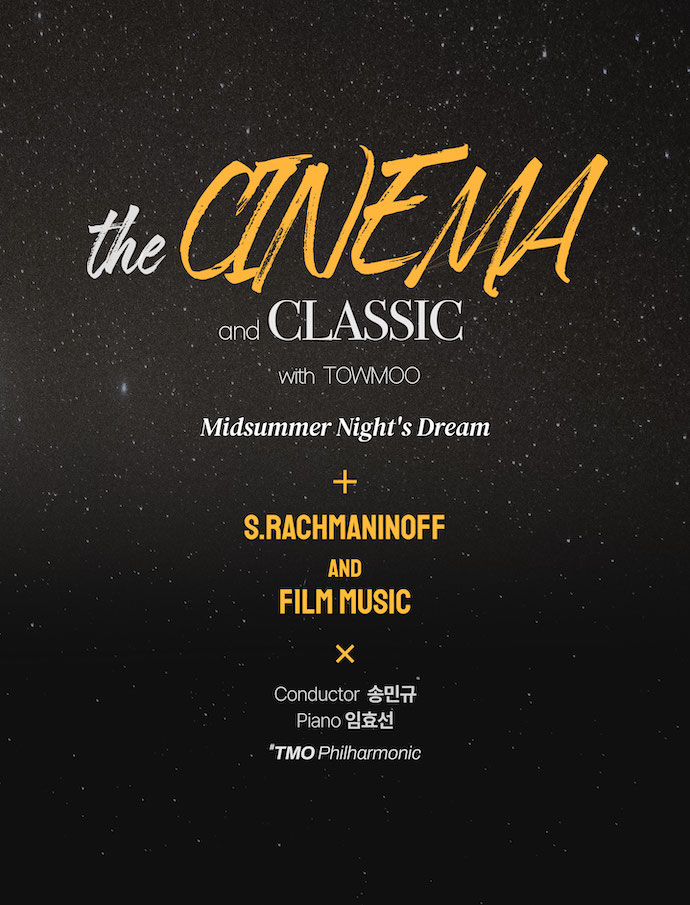 the CINEMA
and CLASSIC
with TOWMOO
Midsummer Night's Dream
+
S.RACHMANINOFF
AND
FILM MUSIC
×
Conductor 송민규
Piano 임효선
TMO Philharmonic